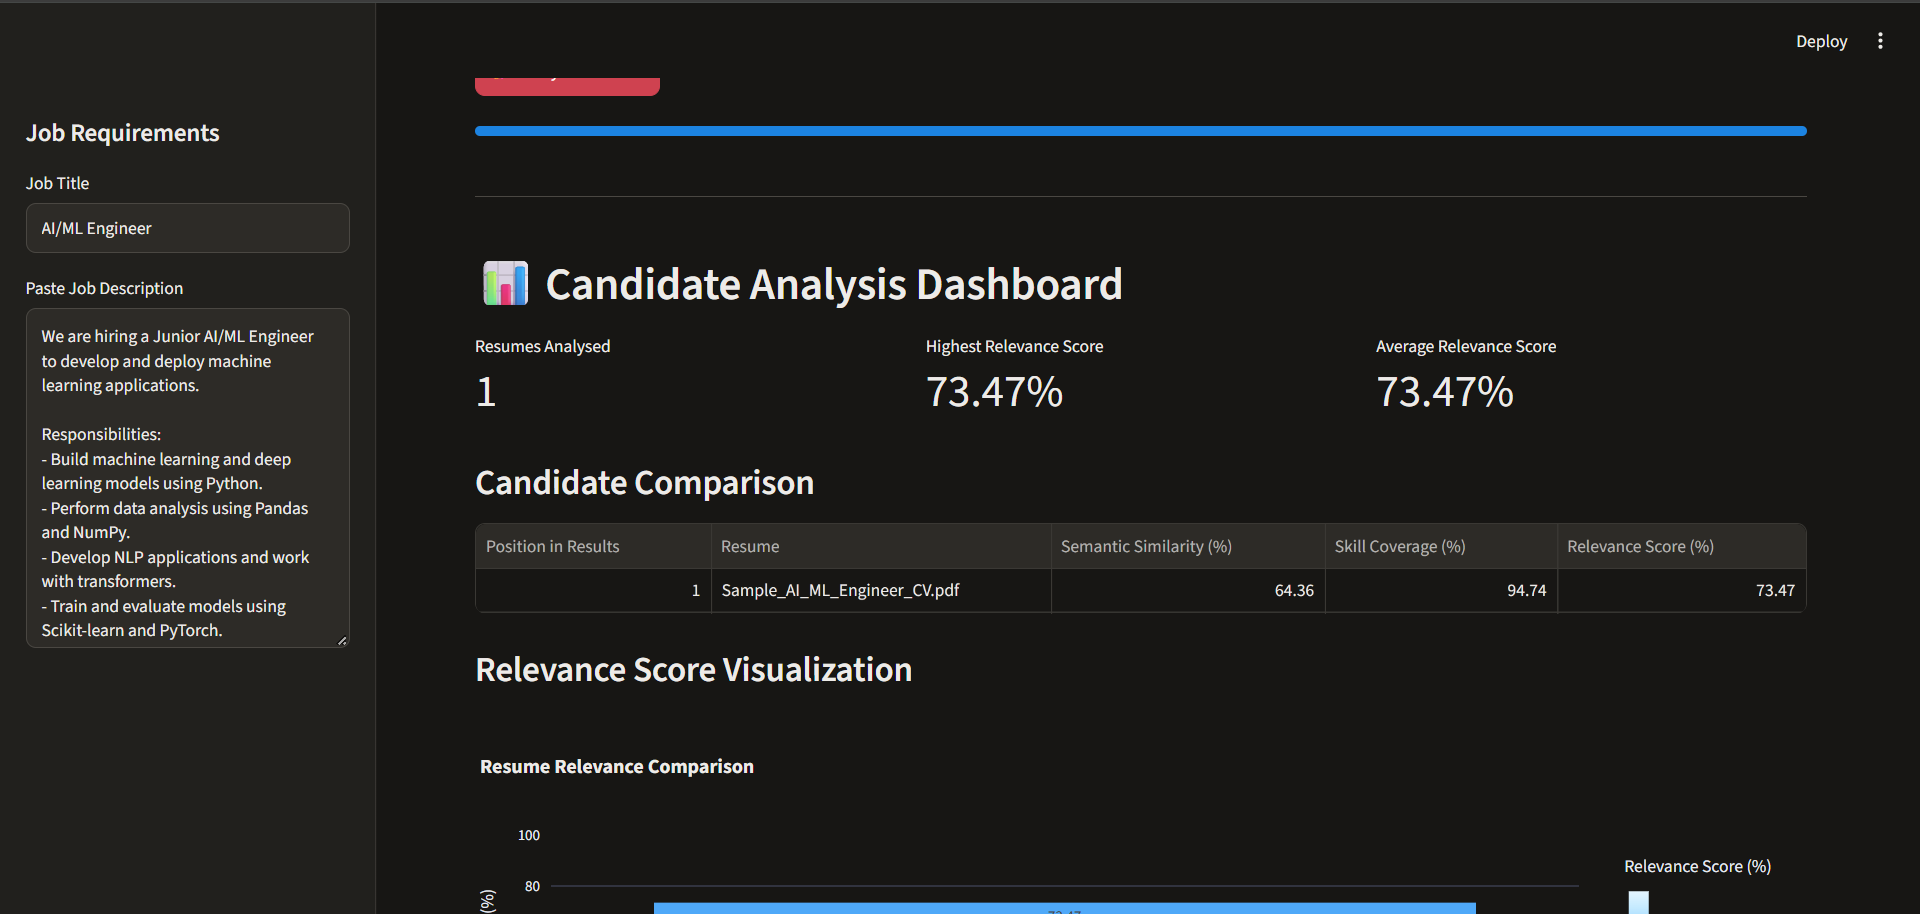 Deploy
Job Requirements
Job Title
AI/ML Engineer
Paste Job Description
We are hiring a Junior AI/ML Engineer
to develop and deploy machine
learning applications.
Responsibilities:
- Build machine learning and deep
learning models using Python.
- Perform data analysis using Pandas
and NumPy.
- Develop NLP applications and work
with transformers.
- Train and evaluate models using
Scikit-learn and PyTorch.
Candidate Analysis Dashboard
Resumes Analysed
1
Highest Relevance Score
73.47%
Average Relevance Score
73.47%
Candidate Comparison
Position in Results Resume Semantic Similarity (%) Skill Coverage (%) Relevance Score (%)
1 Sample_AI_ML_Engineer_CV.pdf 64.36 94.74 73.47
Relevance Score Visualization
Resume Relevance Comparison
100
80
(%)
Relevance Score (%)